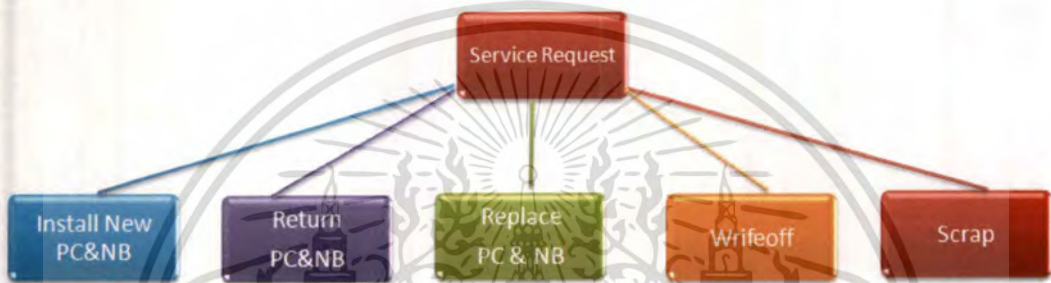 Service Request
Install New
PC&NB
Return
PC&NB
Replace
PC & NB
Wrifeoff
Scrap